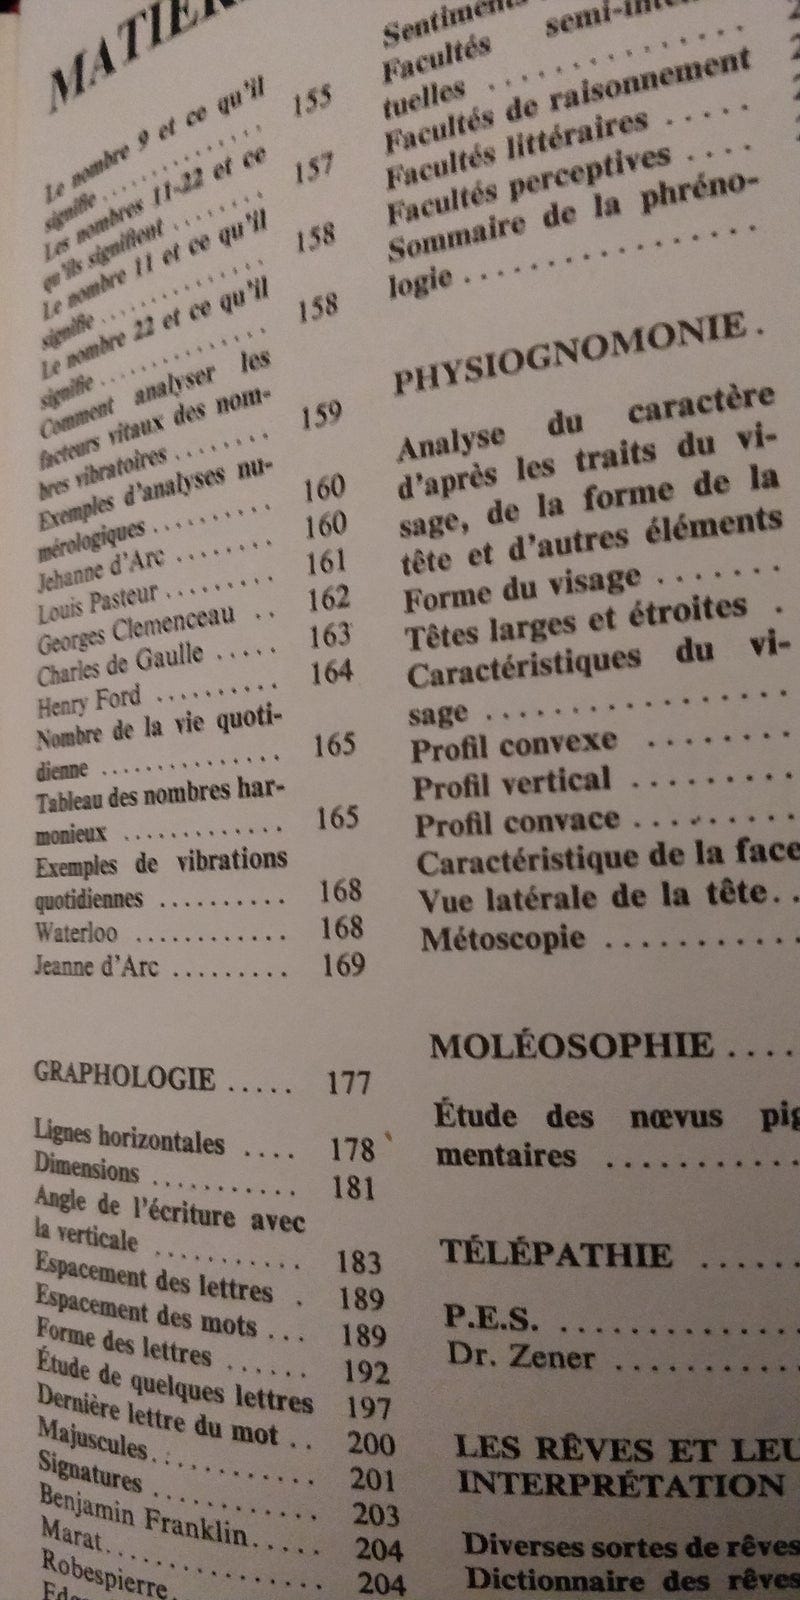 MATIÈR
Le nombre 9 et ce qu'il
signifie .............. 155
Les nombres 11-22 et ce
qu'ils signifient ........ 157
Le nombre 11 et ce qu'il
signifie .............. 158
Le nombre 22 et ce qu'il
signifie .............. 158
Comment analyser les
facteurs vitaux des nom-
bres vibratoires ........ 159
Exemples d'analyses nu-
mérologiques .......... 160
Jehanne d'Arc ........ 160
Louis Pasteur ......... 161
Georges Clemenceau .. 162
Charles de Gaulle ..... 163
Henry Ford .......... 164
Nombre de la vie quoti-
dienne .............. 165
Tableau des nombres har-
monieux ............. 165
Exemples de vibrations
quotidiennes .......... 168
Waterloo ............ 168
Jeanne d'Arc ......... 169
GRAPHOLOGIE ..... 177
Lignes horizontales .... 178
Dimensions ........... 181
Angle de l'écriture avec
la verticale ........... 183
Espacement des lettres . 189
Espacement des mots ... 189
Forme des lettres ...... 192
Étude de quelques lettres 197
Dernière lettre du mot .. 200
Majuscules ............ 201
Signatures ............ 203
Benjamin Franklin ..... 204
Marat ................ 204
Robespierre.
Sentiments
Facultés semi-
tuelles ..............
Facultés de raisonnement
Facultés littéraires .....
Facultés perceptives ....
Sommaire de la phréno-
logie .................
PHYSIOGNOMONIE .
Analyse du caractère
d'après les traits du vi-
sage, de la forme de la
tête et d'autres éléments
Forme du visage .......
Têtes larges et étroites .
Caractéristiques du vi-
sage .................
Profil convexe ........
Profil vertical .........
Profil convace .........
Caractéristique de la face
Vue latérale de la tête..
Métoscopie ...........
MOLÉOSOPHIE ....
Étude des nœvus pig
mentaires ...........
TÉLÉPATHIE .....
P.E.S. ..............
Dr. Zener ...........
LES RÊVES ET LEU
INTERPRÉTATION
Diverses sortes de rêves
Dictionnaire des rêves